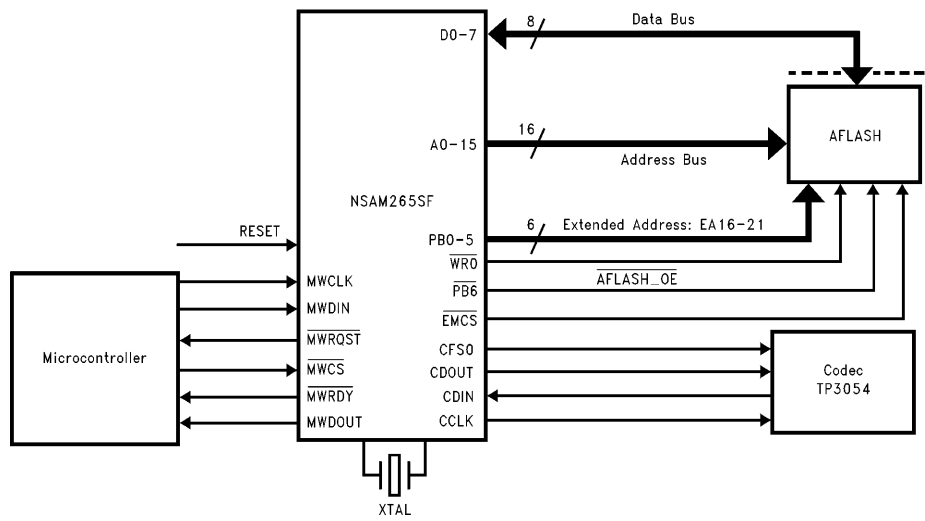 D0-7
8
Data Bus
A0-15
16
Address Bus
AFLASH
NSAM265SF
RESET
PB0-5
6
Extended Address: EA16-21
WR0
PB6
AFLASH_OE
EMCS
Microcontroller
MWCLK
MWDIN
MWRQST
MWCS
MWRDY
MWDOUT
CFS0
CDOUT
CDIN
CCLK
Codec
TP3054
XTAL